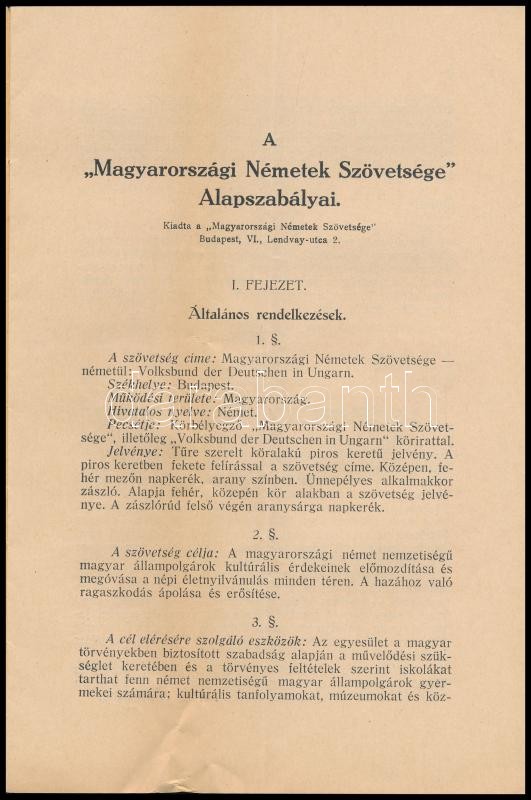 A
„Magyarországi Németek Szövetsége”
Alapszabályai.
Kiadta a „Magyarországi Németek Szövetsége”
Budapest, VI., Lendvay-utca 2.
I. FEJEZET.
Általános rendelkezések.
1. §.
A szövetség címe: Magyarországi Németek Szövetsége —
németül: Volksbund der Deutschen in Ungarn.
Székhelye: Budapest.
Működési területe: Magyarország.
Hivatalos nyelve: Német.
Pecsétje: Körbélyegző „Magyarország Németek Szövet-
sége“, illetőleg „Volksbund der Deutschen in Ungarn“ körirattal.
Jelvénye: Tűre szerelt köralakú piros keretű jelvény. A
piros keretben fekete felírással a szövetség címe. Középen, fe-
hér mezőn napkerék, arany színben. Ünnepélyes alkalmakkor
zászló. Alapja fehér, közepén kör alakban a szövetség jelvé-
nye. A zászlórúd felső végén aranysárga napkerék.
2. §.
A szövetség célja: A magyarországi német nemzetiségű
magyar állampolgárok kultúrális érdekeinek előmozdítása és
megóvása a népi életnyilvánulás minden téren. A hazához való
ragaszkodás ápolása és erősítése.
3. §.
A cél elérésére szolgáló eszközök: Az egyesület a magyar
törvényekben biztosított szabadság alapján a művelődési szük-
séglet keretében és a törvényes feltételek szerint iskolákat
tarthat fenn német nemzetiségű magyar állampolgárok gyer-
mekei számára; kultúrális tanfolyamokat, múzeumokat és köz-
darabanth